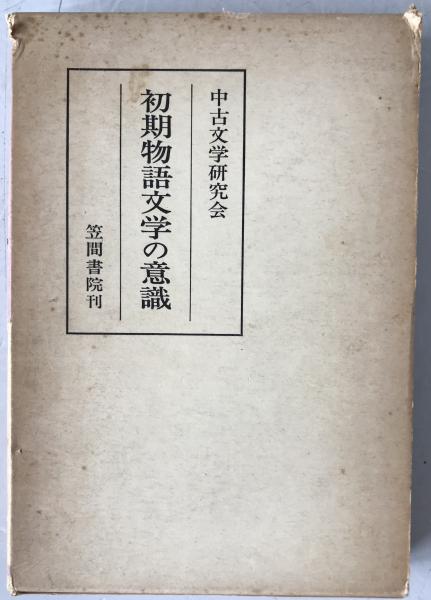 中古文学研究会
初期物語文学の意識
笠間書院刊